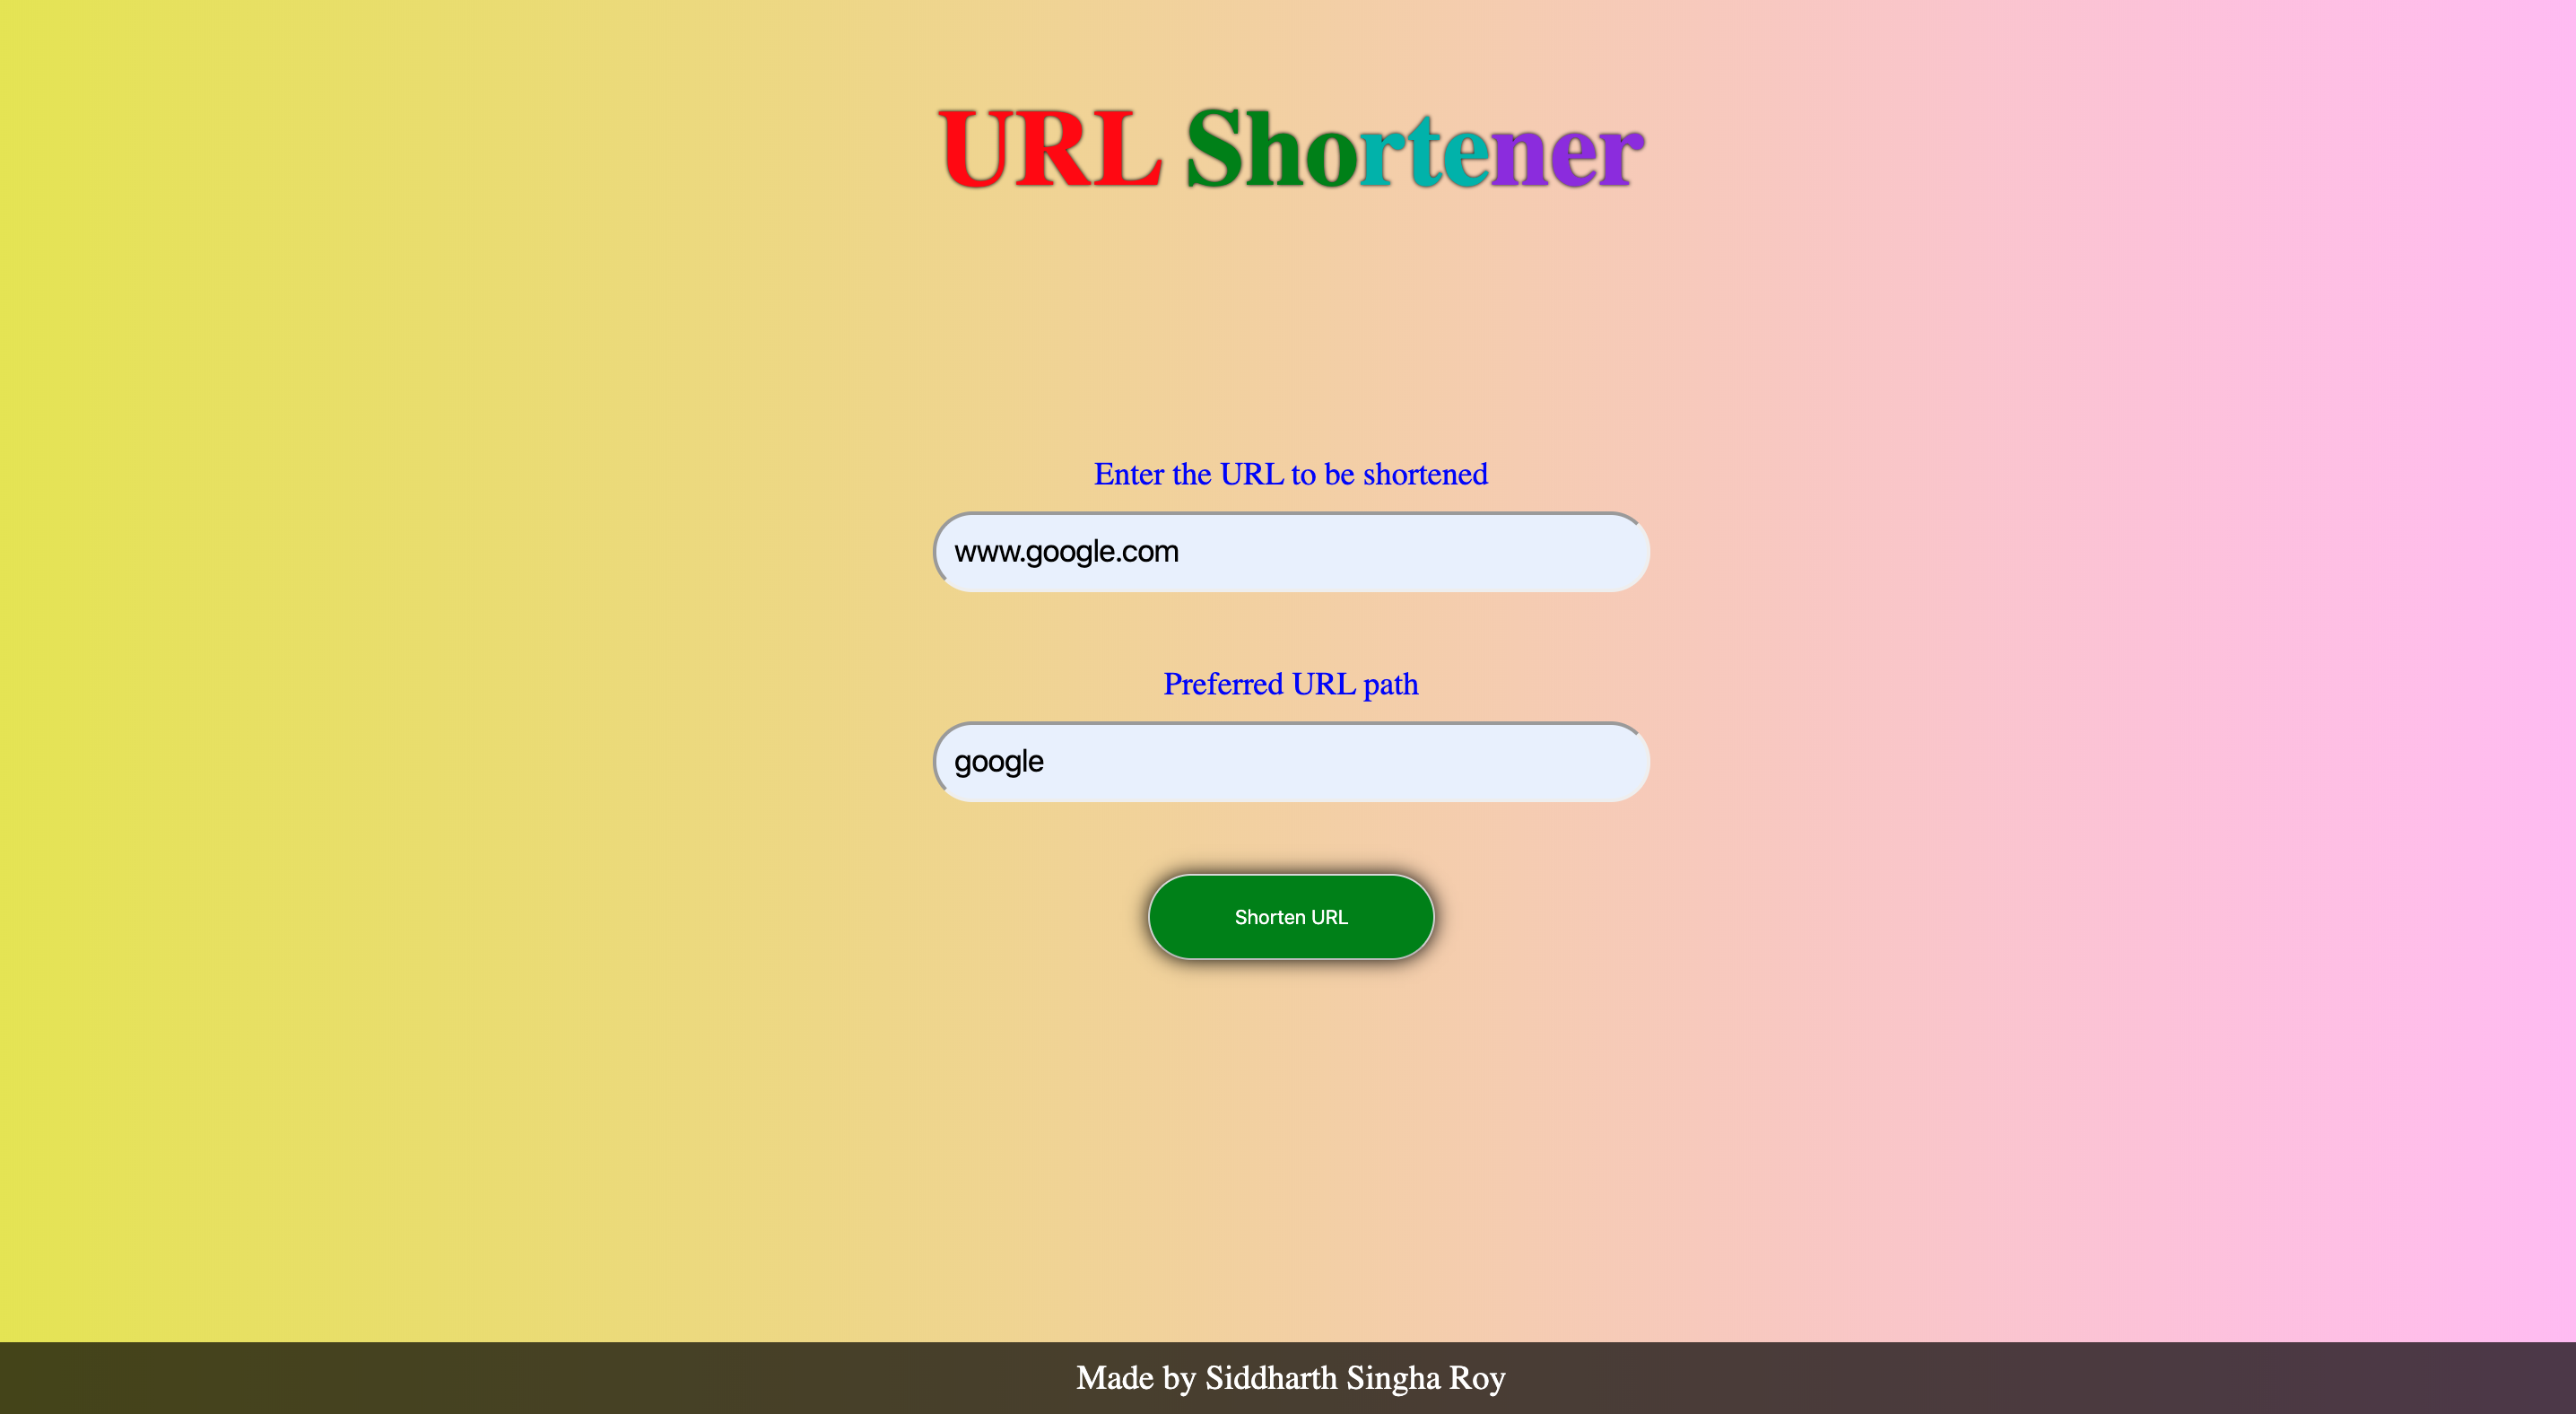 URL Shortener
Enter the URL to be shortened
www.google.com
Preferred URL path
google
Shorten URL
Made by Siddharth Singha Roy